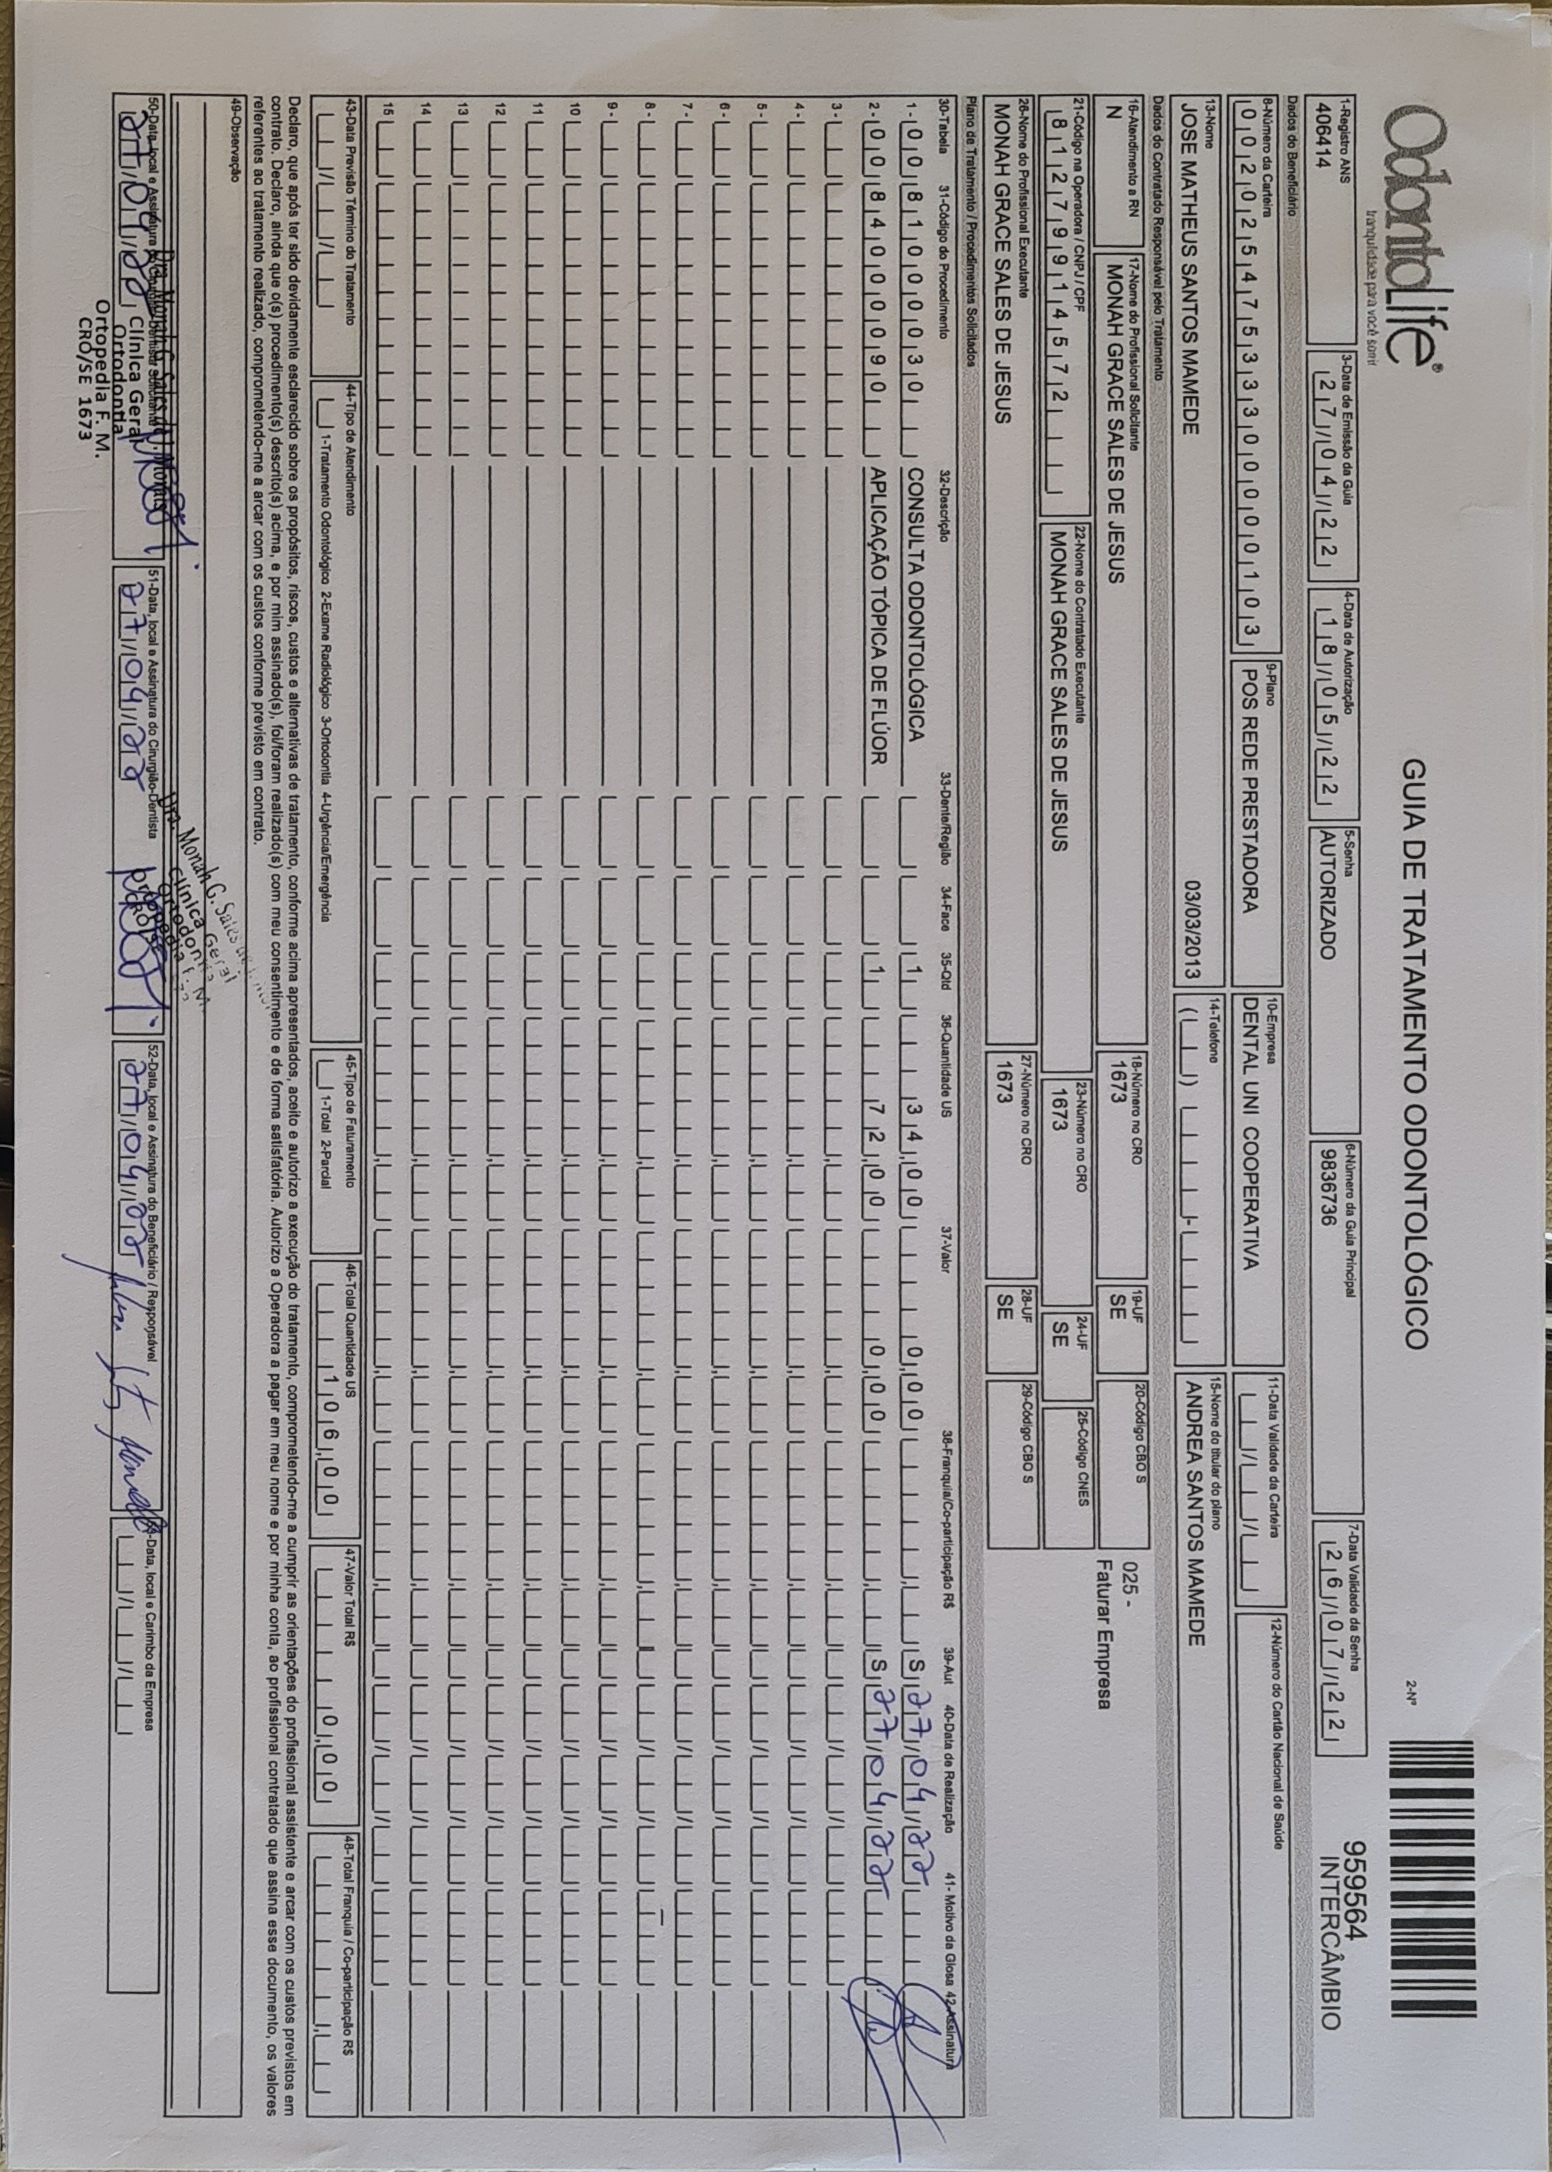 OdontoLife®
tranquilidade para você sorrir
GUIA DE TRATAMENTO ODONTOLÓGICO
2-Nº
959564
INTERCÂMBIO
1-Registro ANS
406414
3-Data de Emissão da Guia
27/04/22
4-Data de Autorização
18/05/22
5-Senha
AUTORIZADO
6-Número da Guia Principal
9836736
7-Data Validade da Senha
26/07/22
Dados do Beneficiário
8-Número da Carteira
00202547533300000103
9-Plano
POS REDE PRESTADORA
10-Empresa
DENTAL UNI COOPERATIVA
11-Data Validade da Carteira
12-Número do Cartão Nacional de Saúde
13-Nome
JOSE MATHEUS SANTOS MAMEDE 03/03/2013
14-Telefone
15-Nome do titular do plano
ANDREA SANTOS MAMEDE
Dados do Contratado Responsável pelo Tratamento
16-Atendimento a RN
N
17-Nome do Profissional Solicitante
MONAH GRACE SALES DE JESUS
18-Número no CRO
1673
19-UF
SE
20-Código CBO S
025 -
Faturar Empresa
21-Código na Operadora / CNPJ / CPF
81279914572
22-Nome do Contratado Executante
MONAH GRACE SALES DE JESUS
23-Número no CRO
1673
24-UF
SE
25-Código CNES
26-Nome do Profissional Executante
MONAH GRACE SALES DE JESUS
27-Número no CRO
1673
28-UF
SE
29-Código CBO S
Plano de Tratamento / Procedimentos Solicitados
30-Tabela 31-Código do Procedimento 32-Descrição 33-Dente/Região 34-Face 35-Qtd 36-Quantidade US 37-Valor 38-Franquia/Co-participação R$ 39-Aut 40-Data de Realização 41- Motivo da Glosa 42-Assinatura
1 - 00 81000030 CONSULTA ODONTOLÓGICA 1 34,00 0,00 S 27/04/22
2 - 00 84000090 APLICAÇÃO TÓPICA DE FLÚOR 1 72,00 0,00 S 27/04/22
3 -
4 -
5 -
6 -
7 -
8 -
9 -
10
11
12
13
14
15
43-Data Previsão Término do Tratamento
44-Tipo de Atendimento
1-Tratamento Odontológico 2-Exame Radiológico 3-Ortodontia 4-Urgência/Emergência
45-Tipo de Faturamento
1-Total 2-Parcial
46-Total Quantidade US
106,00
47-Valor Total R$
0,00
48-Total Franquia / Co-participação R$
Declaro, que após ter sido devidamente esclarecido sobre os propósitos, riscos, custos e alternativas de tratamento, conforme acima apresentados, aceito e autorizo a execução do tratamento, comprometendo-me a cumprir as orientações do profissional assistente e arcar com os custos previstos em
contrato. Declaro, ainda que o(s) procedimento(s) descrito(s) acima, e por mim assinado(s), foi/foram realizado(s) com meu consentimento e de forma satisfatória. Autorizo a Operadora a pagar em meu nome e por minha conta, ao profissional contratado que assina esse documento, os valores
referentes ao tratamento realizado, comprometendo-me a arcar com os custos conforme previsto em contrato.
49-Observação
50-Data, local e Assinatura do Cirurgião-Dentista Solicitante
27/04/22
Clínica Geral
Ortodontia
Ortopedia F. M.
CRO/SE 1673
51-Data, local e Assinatura do Cirurgião-Dentista
27/04/22
Dra. Monah G. Sales de
Clínica Geral
Ortodontia
Ortopedia F. M.
52-Data, local e Assinatura do Beneficiário / Responsável
27/04/22
53-Data, local e Carimbo da Empresa